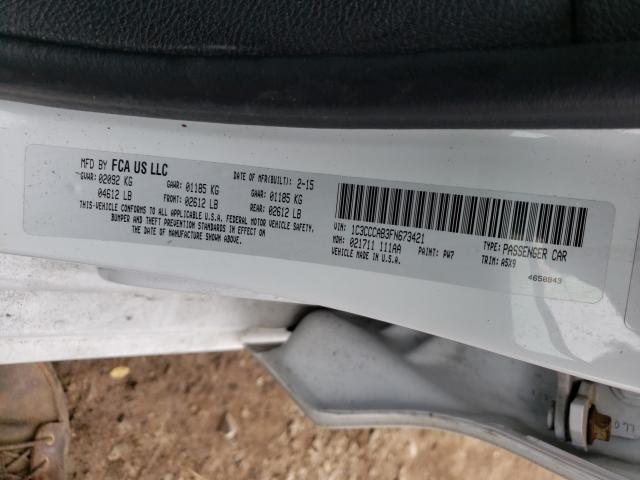 MFD BY FCA US LLC
DATE OF MFR(BUILT): 2-15
GVWR: 02092 KG
04612 LB
GAWR: 01185 KG
FRONT: 02612 LB
GAWR: 01185 KG
REAR: 02612 LB
THIS-VEHICLE CONFORMS TO ALL APPLICABLE U.S.A. FEDERAL MOTOR VEHICLE SAFETY,
BUMPER AND THEFT PREVENTION STANDARDS IN EFFECT ON
THE DATE OF MANUFACTURE SHOWN ABOVE.
VIN: 1C3CCCAB3FN673421
TYPE: PASSENGER CAR
MDH: 021711 111AA
PAINT: PW7
TRIM: A5X9
VEHICLE MADE IN U.S.A.
4658843